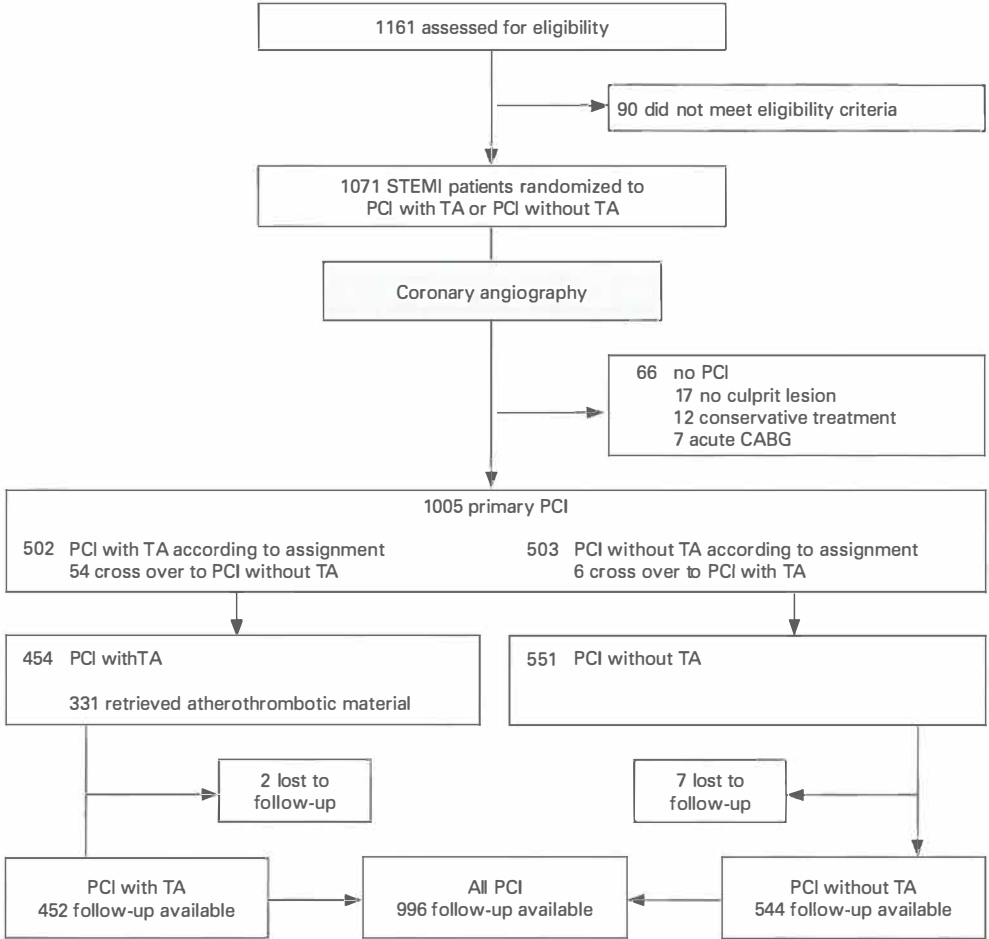 1161 assessed for eligibility
90 did not meet eligibility criteria
1071 STEMI patients randomized to
PCI with TA or PCI without TA
Coronary angiography
66 no PCI
17 no culprit lesion
12 conservative treatment
7 acute CABG
1005 primary PCI
502 PCI with TA according to assignment
54 cross over to PCI without TA
503 PCI without TA according to assignment
6 cross over to PCI with TA
454 PCI withTA
331 retrieved atherothrombotic material
551 PCI without TA
2 lost to
follow-up
7 lost to
follow-up
PCI with TA
452 follow-up available
All PCI
996 follow-up available
PCI without TA
544 follow-up available